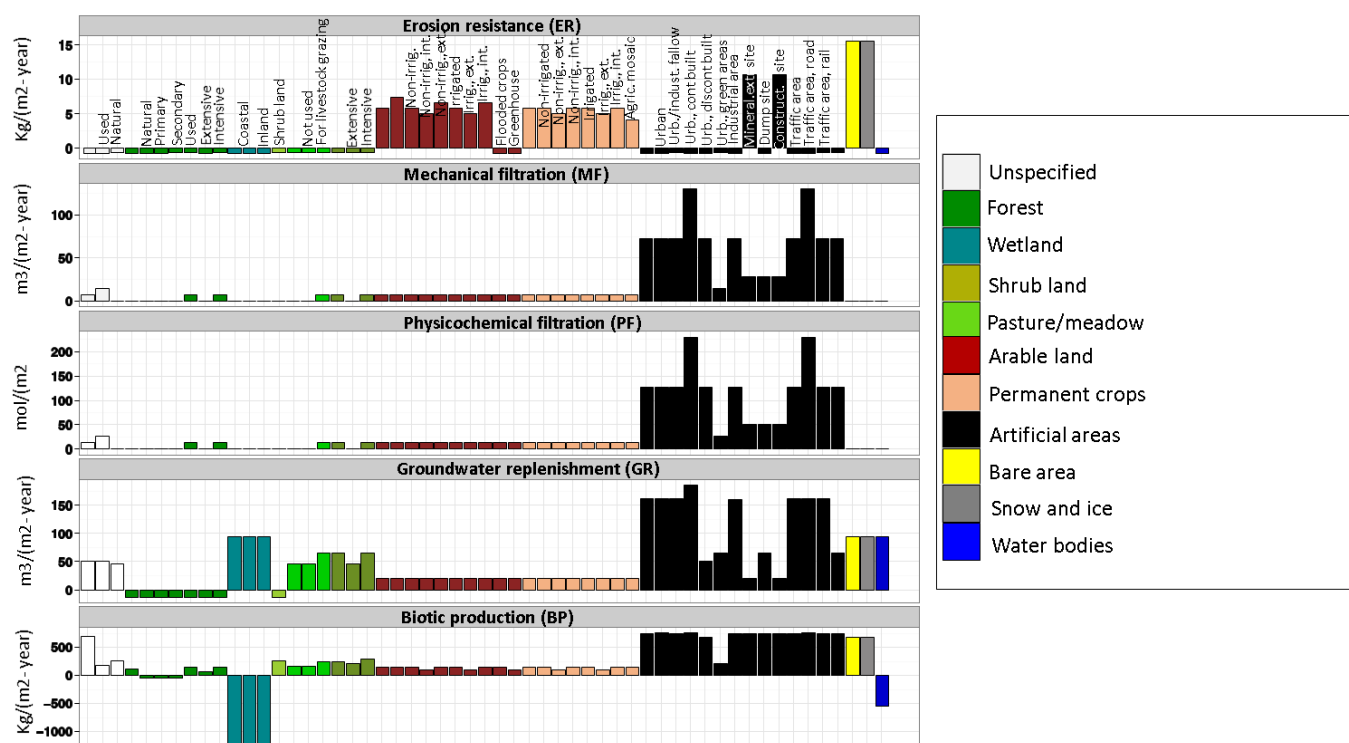 Erosion resistance (ER)
Kg/(m2- year)
15
10
5
0
Used
Natural
Natural
Primary
Secondary
Used
Extensive
Intensive
Coastal
Inland
Shrub land
Not used
For livestock grazing
Extensive
Intensive
Non-irrig.
Non-irrig, int.
Non-irrig.,ext.
Irrigated
Irrig., ext.
Irrig., int.
Flooded crops
Greenhouse
Non-irrigated
Non-irrig., ext.
Non-irrig., int.
Irrigated
Irrig., ext.
Irrig., int.
Agric. mosaic
Urban
Urb./indust. fallow
Urb., cont built
Urb., discont built
Urb., green areas
Industrial area
Mineral.ext. site
Dump site
Construct. site
Traffic area
Traffic area, road
Traffic area, rail
Mechanical filtration (MF)
m3/(m2- year)
100
50
0
Physicochemical filtration (PF)
mol/(m2
200
150
100
50
0
Groundwater replenishment (GR)
m3/(m2- year)
150
100
50
0
Biotic production (BP)
Kg/(m2- year)
500
0
-500
-1000
Unspecified
Forest
Wetland
Shrub land
Pasture/meadow
Arable land
Permanent crops
Artificial areas
Bare area
Snow and ice
Water bodies